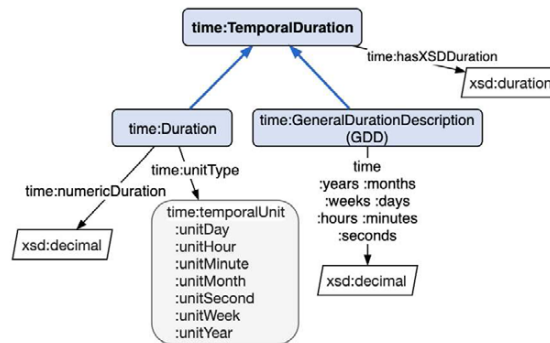 time:TemporalDuration
time:hasXSDDuration
xsd:duration
time:Duration
time:GeneralDurationDescription
(GDD)
time:unitType
time:numericDuration
time
:years :months
:weeks :days
:hours :minutes
:seconds
xsd:decimal
time:temporalUnit
:unitDay
:unitHour
:unitMinute
:unitMonth
:unitSecond
:unitWeek
:unitYear
xsd:decimal